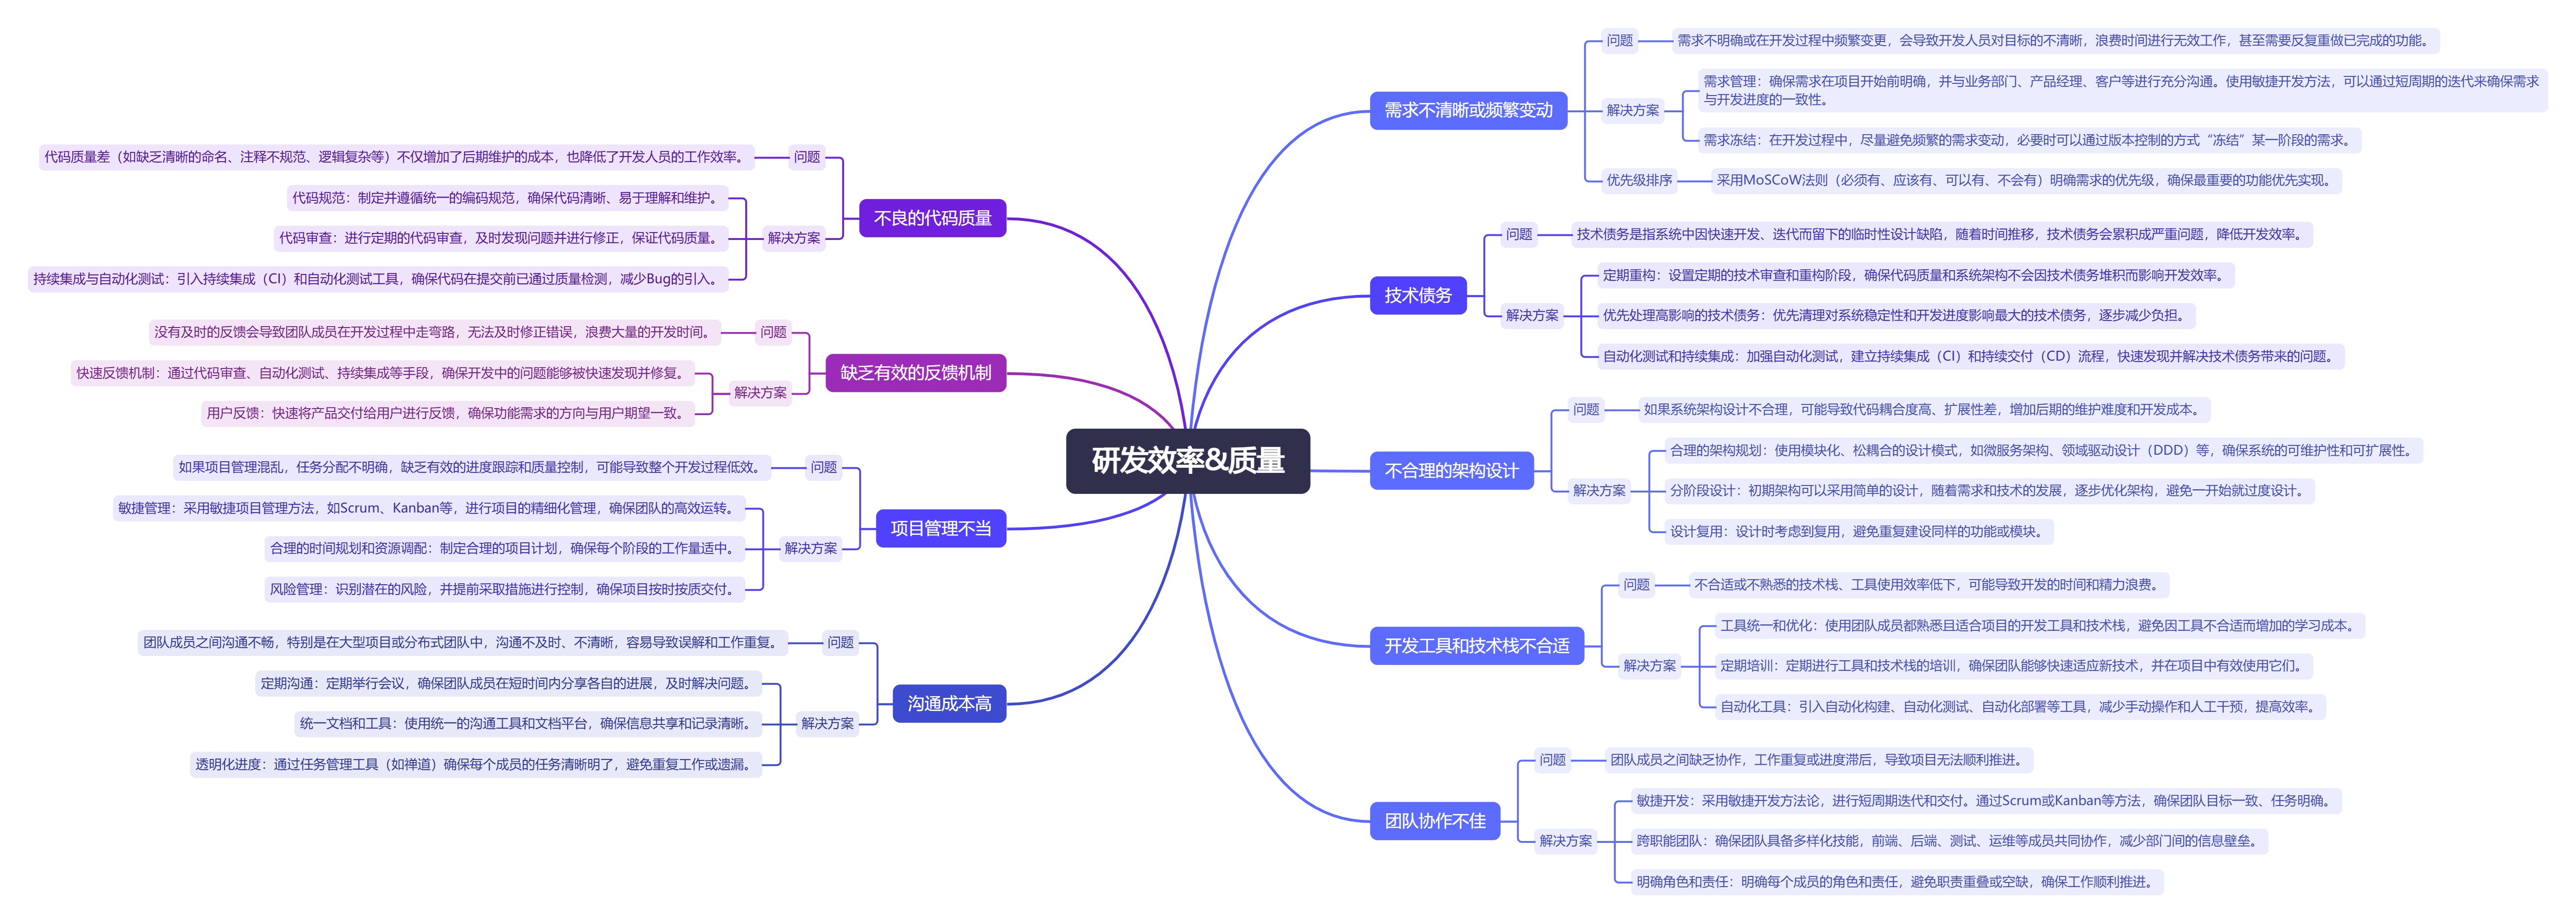 研发效率&质量
需求不清晰或频繁变动
问题
需求不明确或在开发过程中频繁变更，会导致开发人员对目标的不清晰，浪费时间进行无效工作，甚至需要反复重做已完成的功能。
解决方案
需求管理：确保需求在项目开始前明确，并与业务部门、产品经理、客户等进行充分沟通。使用敏捷开发方法，可以通过短周期的迭代来确保需求
与开发进度的一致性。
需求冻结：在开发过程中，尽量避免频繁的需求变动，必要时可以通过版本控制的方式“冻结”某一阶段的需求。
优先级排序
采用MoSCoW法则（必须有、应该有、可以有、不会有）明确需求的优先级，确保最重要的功能优先实现。
技术债务
问题
技术债务是指系统中因快速开发、迭代而留下的临时性设计缺陷，随着时间推移，技术债务会累积成严重问题，降低开发效率。
解决方案
定期重构：设置定期的技术审查和重构阶段，确保代码质量和系统架构不会因技术债务堆积而影响开发效率。
优先处理高影响的技术债务：优先清理对系统稳定性和开发进度影响最大的技术债务，逐步减少负担。
自动化测试和持续集成：加强自动化测试，建立持续集成（CI）和持续交付（CD）流程，快速发现并解决技术债务带来的问题。
不合理的架构设计
问题
如果系统架构设计不合理，可能导致代码耦合度高、扩展性差，增加后期的维护难度和开发成本。
解决方案
合理的架构规划：使用模块化、松耦合的设计模式，如微服务架构、领域驱动设计（DDD）等，确保系统的可维护性和可扩展性。
分阶段设计：初期架构可以采用简单的设计，随着需求和技术的发展，逐步优化架构，避免一开始就过度设计。
设计复用：设计时考虑到复用，避免重复建设同样的功能或模块。
开发工具和技术栈不合适
问题
不合适或不熟悉的技术栈、工具使用效率低下，可能导致开发的时间和精力浪费。
解决方案
工具统一和优化：使用团队成员都熟悉且适合项目的开发工具和技术栈，避免因工具不合适而增加的学习成本。
定期培训：定期进行工具和技术栈的培训，确保团队能够快速适应新技术，并在项目中有效使用它们。
自动化工具：引入自动化构建、自动化测试、自动化部署等工具，减少手动操作和人工干预，提高效率。
团队协作不佳
问题
团队成员之间缺乏协作，工作重复或进度滞后，导致项目无法顺利推进。
解决方案
敏捷开发：采用敏捷开发方法论，进行短周期迭代和交付。通过Scrum或Kanban等方法，确保团队目标一致、任务明确。
跨职能团队：确保团队具备多样化技能，前端、后端、测试、运维等成员共同协作，减少部门间的信息壁垒。
明确角色和责任：明确每个成员的角色和责任，避免职责重叠或空缺，确保工作顺利推进。
不良的代码质量
问题
代码质量差（如缺乏清晰的命名、注释不规范、逻辑复杂等）不仅增加了后期维护的成本，也降低了开发人员的工作效率。
解决方案
代码规范：制定并遵循统一的编码规范，确保代码清晰、易于理解和维护。
代码审查：进行定期的代码审查，及时发现问题并进行修正，保证代码质量。
持续集成与自动化测试：引入持续集成（CI）和自动化测试工具，确保代码在提交前已通过质量检测，减少Bug的引入。
缺乏有效的反馈机制
问题
没有及时的反馈会导致团队成员在开发过程中走弯路，无法及时修正错误，浪费大量的开发时间。
解决方案
快速反馈机制：通过代码审查、自动化测试、持续集成等手段，确保开发中的问题能够被快速发现并修复。
用户反馈：快速将产品交付给用户进行反馈，确保功能需求的方向与用户期望一致。
项目管理不当
问题
如果项目管理混乱，任务分配不明确，缺乏有效的进度跟踪和质量控制，可能导致整个开发过程低效。
解决方案
敏捷管理：采用敏捷项目管理方法，如Scrum、Kanban等，进行项目的精细化管理，确保团队的高效运转。
合理的时间规划和资源调配：制定合理的项目计划，确保每个阶段的工作量适中。
风险管理：识别潜在的风险，并提前采取措施进行控制，确保项目按时按质交付。
沟通成本高
问题
团队成员之间沟通不畅，特别是在大型项目或分布式团队中，沟通不及时、不清晰，容易导致误解和工作重复。
解决方案
定期沟通：定期举行会议，确保团队成员在短时间内分享各自的进展，及时解决问题。
统一文档和工具：使用统一的沟通工具和文档平台，确保信息共享和记录清晰。
透明化进度：通过任务管理工具（如禅道）确保每个成员的任务清晰明了，避免重复工作或遗漏。